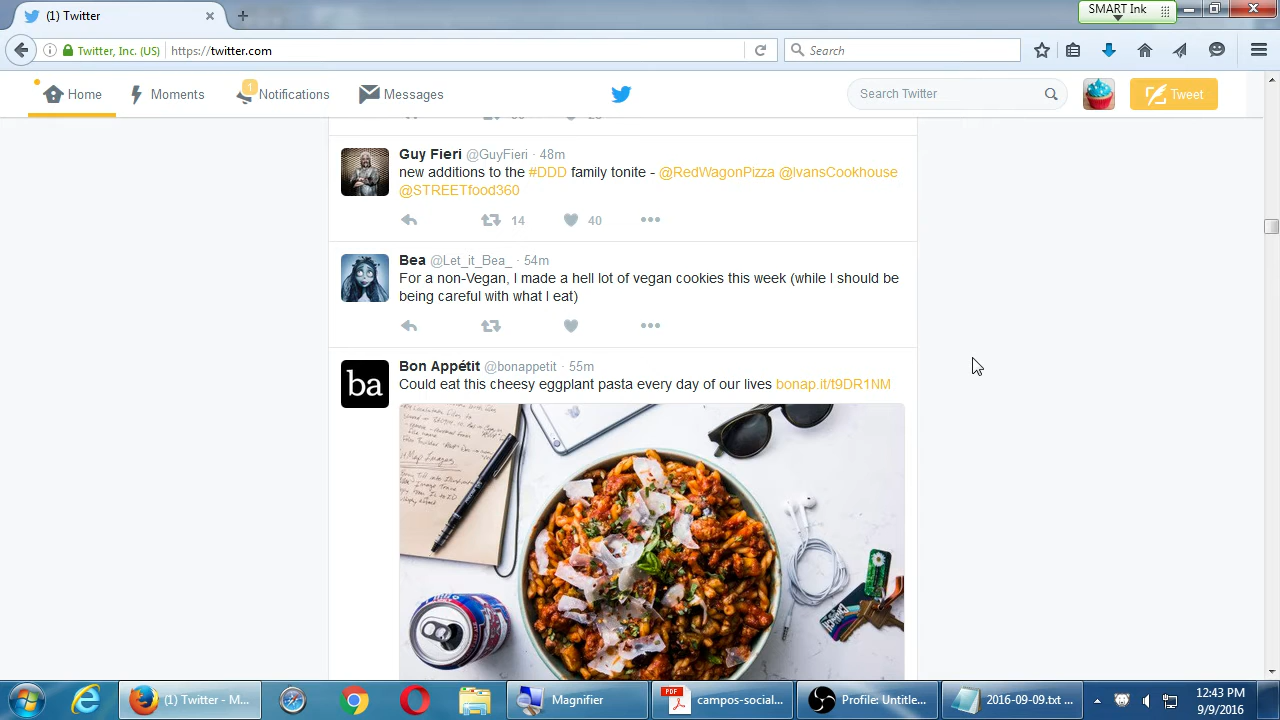 (1) Twitter
SMART Ink
Twitter, Inc. (US)
https://twitter.com
Search
Home
Moments
1
Notifications
Messages
Search Twitter
Tweet
Guy Fieri @GuyFieri · 48m
new additions to the #DDD family tonite - @RedWagonPizza @IvansCookhouse
@STREETfood360
14
40
Bea @Let_it_Bea_ · 54m
For a non-Vegan, I made a hell lot of vegan cookies this week (while I should be
being careful with what I eat)
ba
Bon Appétit @bonappetit · 55m
Could eat this cheesy eggplant pasta every day of our lives bonap.it/t9DR1NM
(1) Twitter - M...
Magnifier
PDF
campos-social...
Profile: Untitle...
2016-09-09.txt ...
12:43 PM
9/9/2016